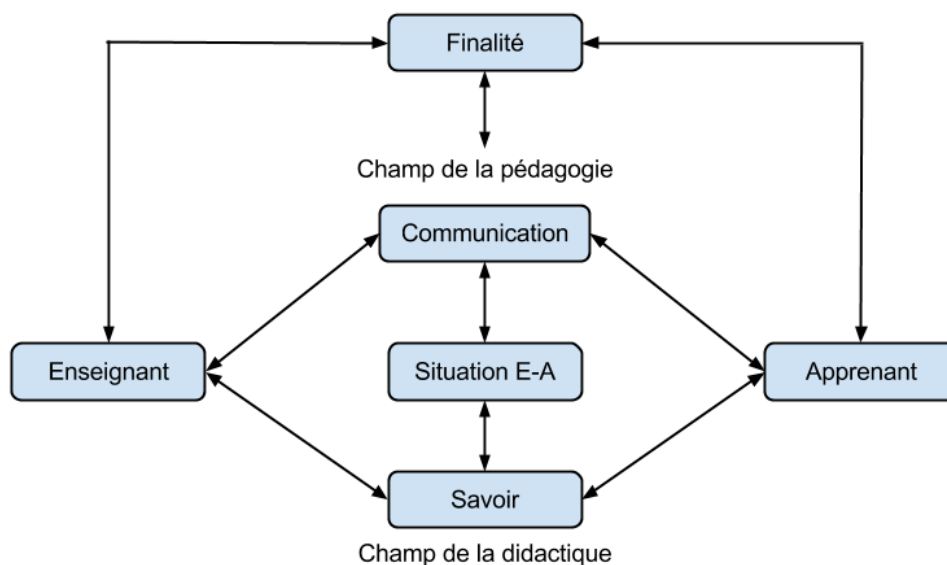 Finalité
Champ de la pédagogie
Communication
Enseignant
Situation E-A
Apprenant
Savoir
Champ de la didactique